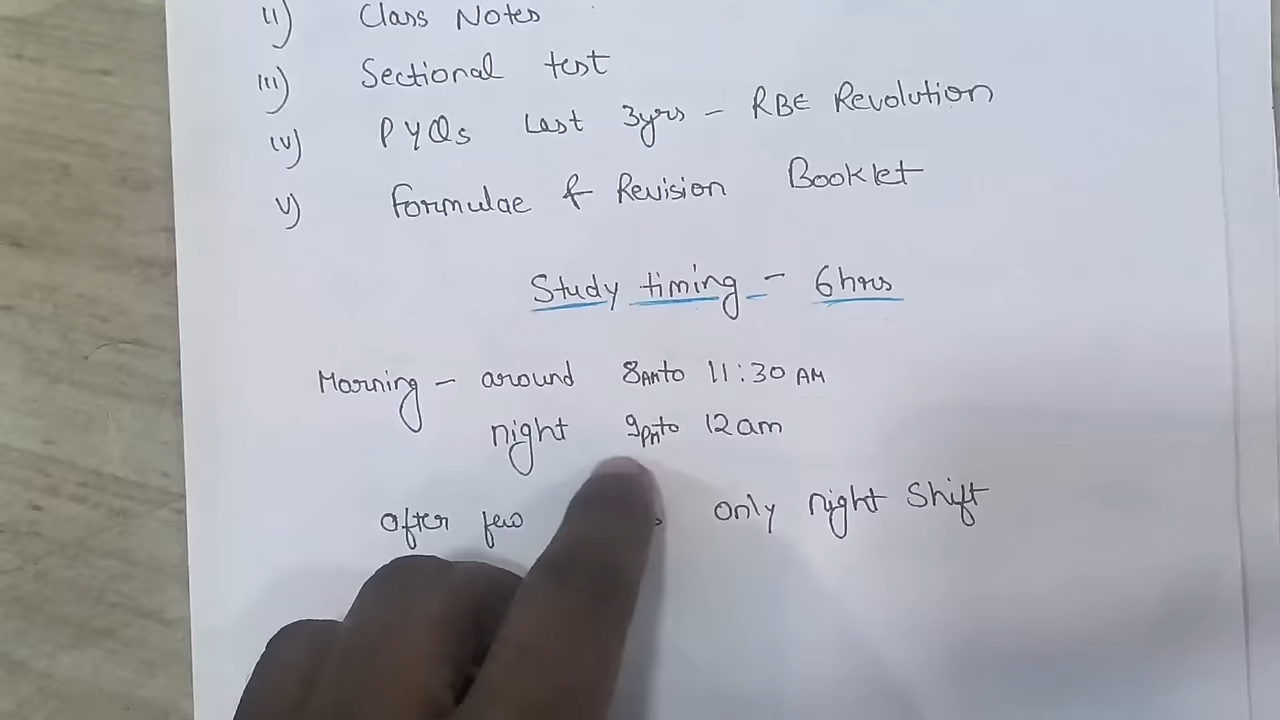 II) Class Notes
III) Sectional test
IV) PYQs Last 3yrs - RBE Revolution
V) Formulae & Revision Booklet
Study timing - 6hrs
Morning - around 8AM to 11:30 AM
night 9pm to 12am
after few only night Shift